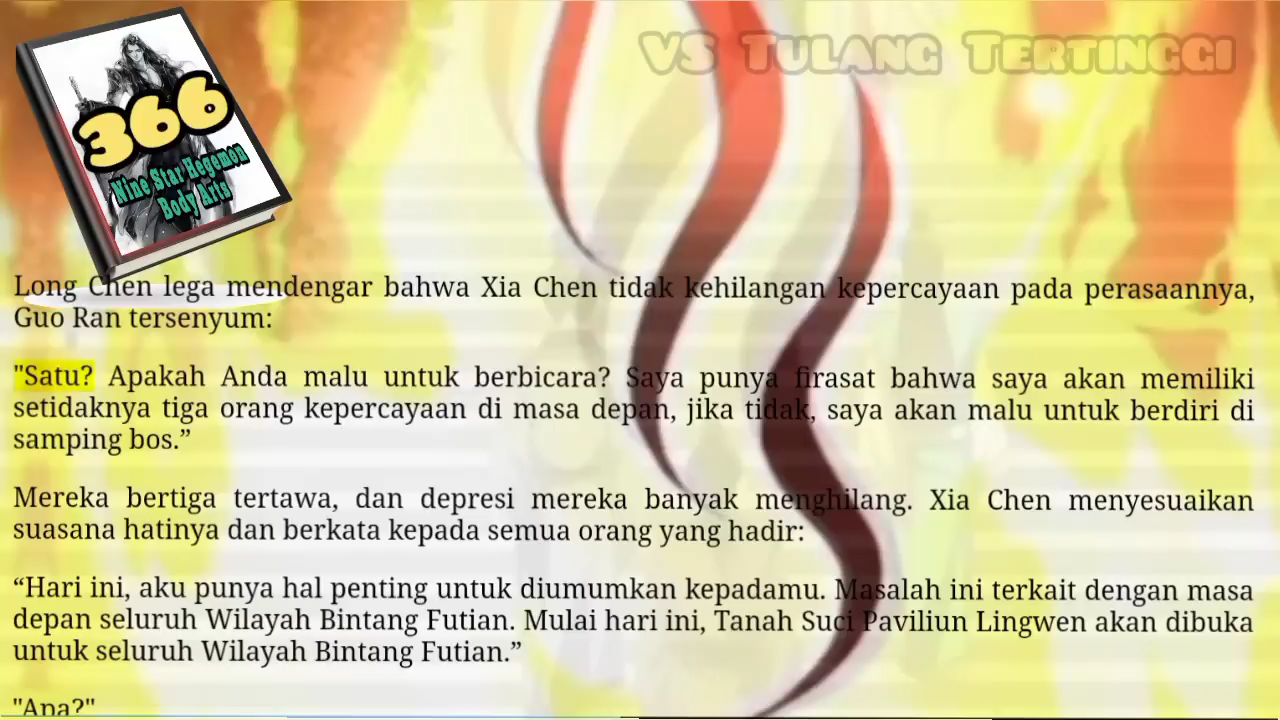 VS TULANG TERTINGGI
366
Nine Star Hegemon
Body Arts
Long Chen lega mendengar bahwa Xia Chen tidak kehilangan kepercayaan pada perasaannya,
Guo Ran tersenyum:
"Satu? Apakah Anda malu untuk berbicara? Saya punya firasat bahwa saya akan memiliki
setidaknya tiga orang kepercayaan di masa depan, jika tidak, saya akan malu untuk berdiri di
samping bos.”
Mereka bertiga tertawa, dan depresi mereka banyak menghilang. Xia Chen menyesuaikan
suasana hatinya dan berkata kepada semua orang yang hadir:
“Hari ini, aku punya hal penting untuk diumumkan kepadamu. Masalah ini terkait dengan masa
depan seluruh Wilayah Bintang Futian. Mulai hari ini, Tanah Suci Paviliun Lingwen akan dibuka
untuk seluruh Wilayah Bintang Futian.”
"Apa?"